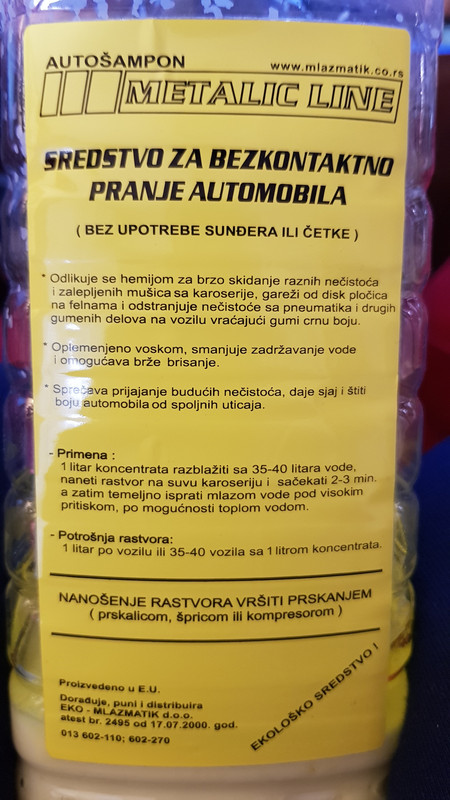 AUTOŠAMPON
www.mlazmatik.co.rs
METALIC LINE
SREDSTVO ZA BEZKONTAKTNO
PRANJE AUTOMOBILA
( BEZ UPOTREBE SUNĐERA ILI ČETKE )
* Odlikuje se hemijom za brzo skidanje raznih nečistoća
i zalepljenih mušica sa karoserije, gareži od disk pločica
na felnama i odstranjuje nečistoće sa pneumatika i drugih
gumenih delova na vozilu vraćajući gumi crnu boju.
* Oplemenjeno voskom, smanjuje zadržavanje vode
i omogućava brže brisanje.
* Sprečava prijajanje budućih nečistoća, daje sjaj i štiti
boju automobila od spoljnih uticaja.
- Primena :
1 litar koncentrata razblažiti sa 35-40 litara vode,
naneti rastvor na suvu karoseriju i sačekati 2-3 min.
a zatim temeljno isprati mlazom vode pod visokim
pritiskom, po mogućnosti toplom vodom.
- Potrošnja rastvora:
1 litar po vozilu ili 35-40 vozila sa 1 litrom koncentrata.
NANOŠENJE RASTVORA VRŠITI PRSKANJEM
( prskalicom, špricom ili kompresorom )
Proizvedeno u E.U.
Dorađuje, puni i distribuira
EKO - MLAZMATIK d.o.o.
atest br. 2495 od 17.07.2000. god.
013 602-110; 602-270
EKOLOŠKO SREDSTVO !